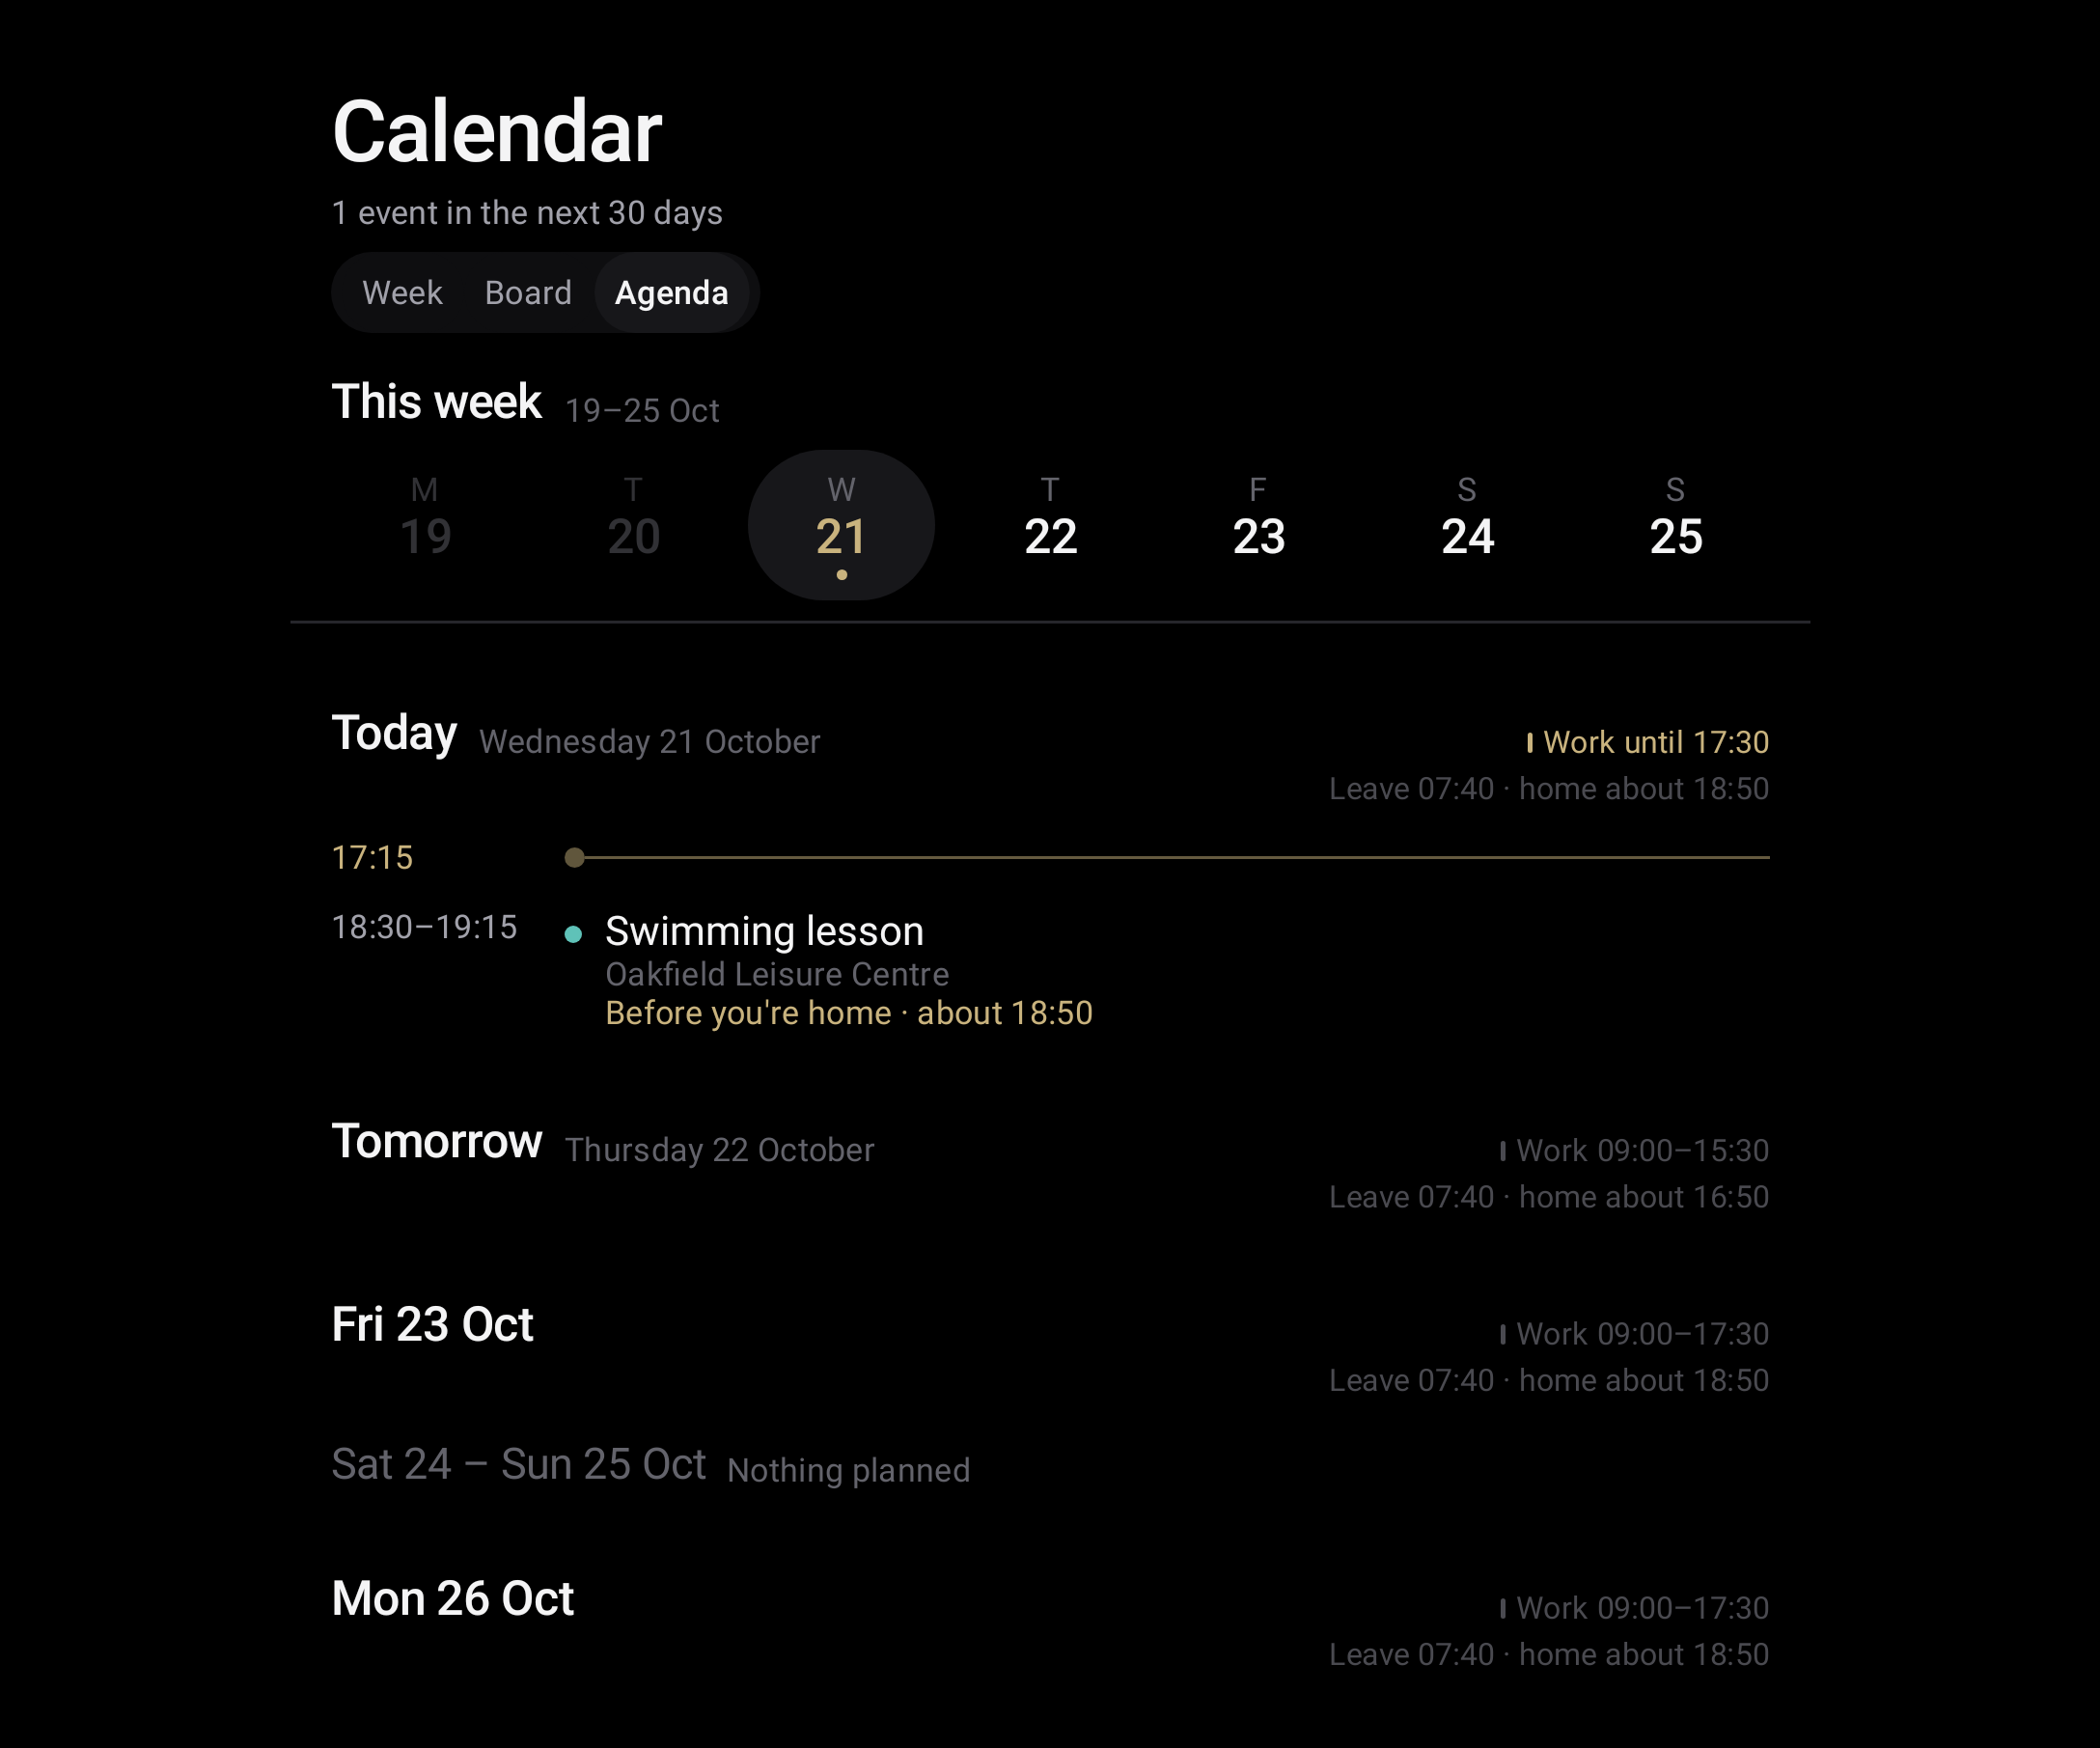 Calendar
1 event in the next 30 days
Week Board Agenda
This week 19–25 Oct
M T W T F S S
19 20 21 22 23 24 25
Today Wednesday 21 October Work until 17:30
Leave 07:40 · home about 18:50
17:15
18:30–19:15 Swimming lesson
Oakfield Leisure Centre
Before you're home · about 18:50
Tomorrow Thursday 22 October Work 09:00–15:30
Leave 07:40 · home about 16:50
Fri 23 Oct Work 09:00–17:30
Leave 07:40 · home about 18:50
Sat 24 – Sun 25 Oct Nothing planned
Mon 26 Oct Work 09:00–17:30
Leave 07:40 · home about 18:50